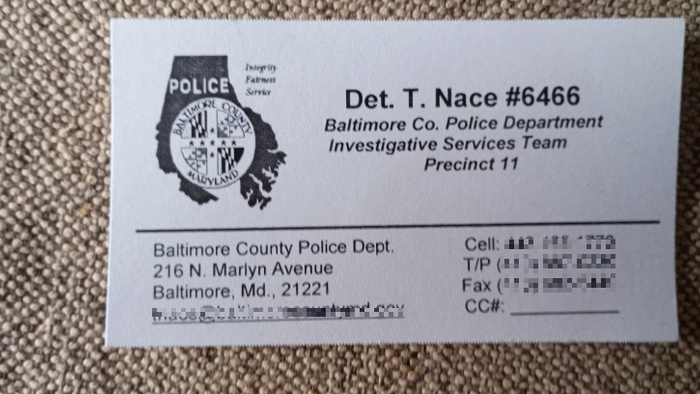 Integrity
Fairness
Service
POLICE
BALTIMORE COUNTY
MARYLAND
Det. T. Nace #6466
Baltimore Co. Police Department
Investigative Services Team
Precinct 11
Baltimore County Police Dept.
216 N. Marlyn Avenue
Baltimore, Md., 21221
Cell:
T/P (
Fax (
CC#: